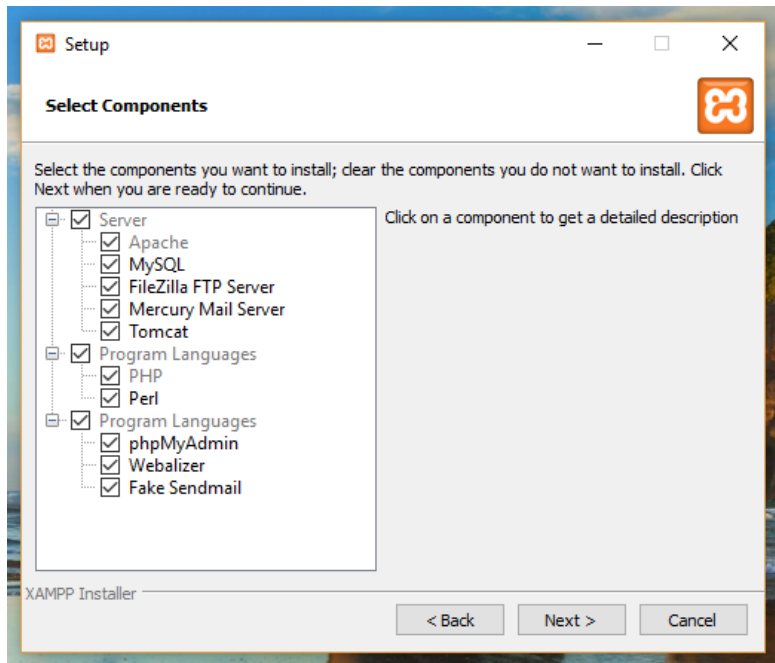 Setup
Select Components
Select the components you want to install; clear the components you do not want to install. Click
Next when you are ready to continue.
Server
Apache
MySQL
FileZilla FTP Server
Mercury Mail Server
Tomcat
Program Languages
PHP
Perl
Program Languages
phpMyAdmin
Webalizer
Fake Sendmail
Click on a component to get a detailed description
XAMPP Installer
< Back
Next >
Cancel